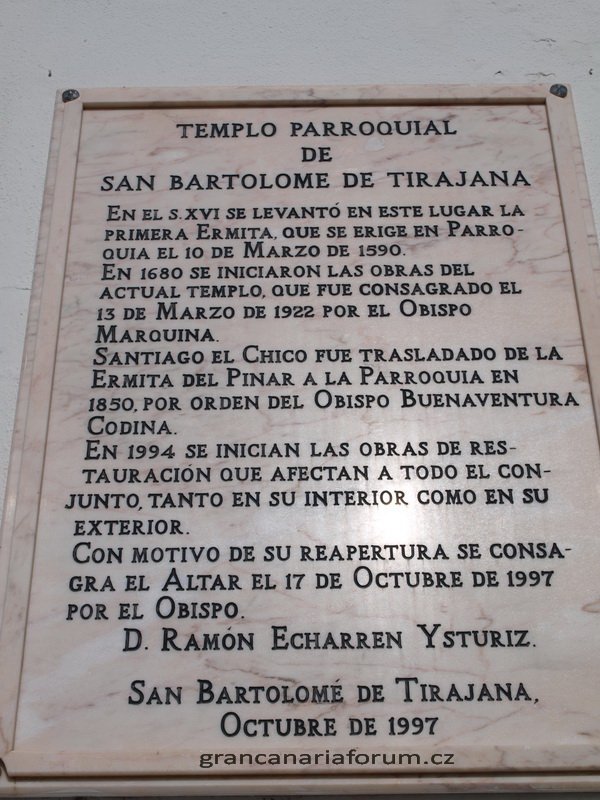 TEMPLO PARROQUIAL
DE
SAN BARTOLOME DE TIRAJANA
EN EL S.XVI SE LEVANTÓ EN ESTE LUGAR LA
PRIMERA ERMITA, QUE SE ERIGE EN PARRO-
QUIA EL 10 DE MARZO DE 1590.
EN 1680 SE INICIARON LAS OBRAS DEL
ACTUAL TEMPLO, QUE FUE CONSAGRADO EL
13 DE MARZO DE 1922 POR EL OBISPO
MARQUINA.
SANTIAGO EL CHICO FUE TRASLADADO DE LA
ERMITA DEL PINAR A LA PARROQUIA EN
1850, POR ORDEN DEL OBISPO BUENAVENTURA
CODINA.
EN 1994 SE INICIAN LAS OBRAS DE RES-
TAURACIÓN QUE AFECTAN A TODO EL CON-
JUNTO, TANTO EN SU INTERIOR COMO EN SU
EXTERIOR.
CON MOTIVO DE SU REAPERTURA SE CONSA-
GRA EL ALTAR EL 17 DE OCTUBRE DE 1997
POR EL OBISPO.
D. RAMÓN ECHARREN YSTURIZ.
SAN BARTOLOMÉ DE TIRAJANA,
OCTUBRE DE 1997
grancanariaforum.cz